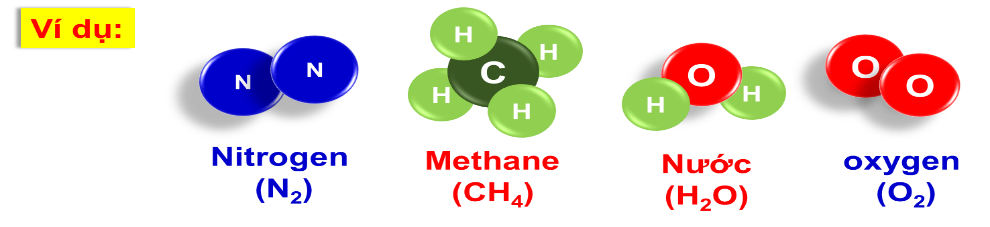 Ví dụ:
N N
H
C
H
H
H
O
H
H
O
O
Nitrogen
(N₂)
Methane
(CH₄)
Nước
(H₂O)
oxygen
(O₂)